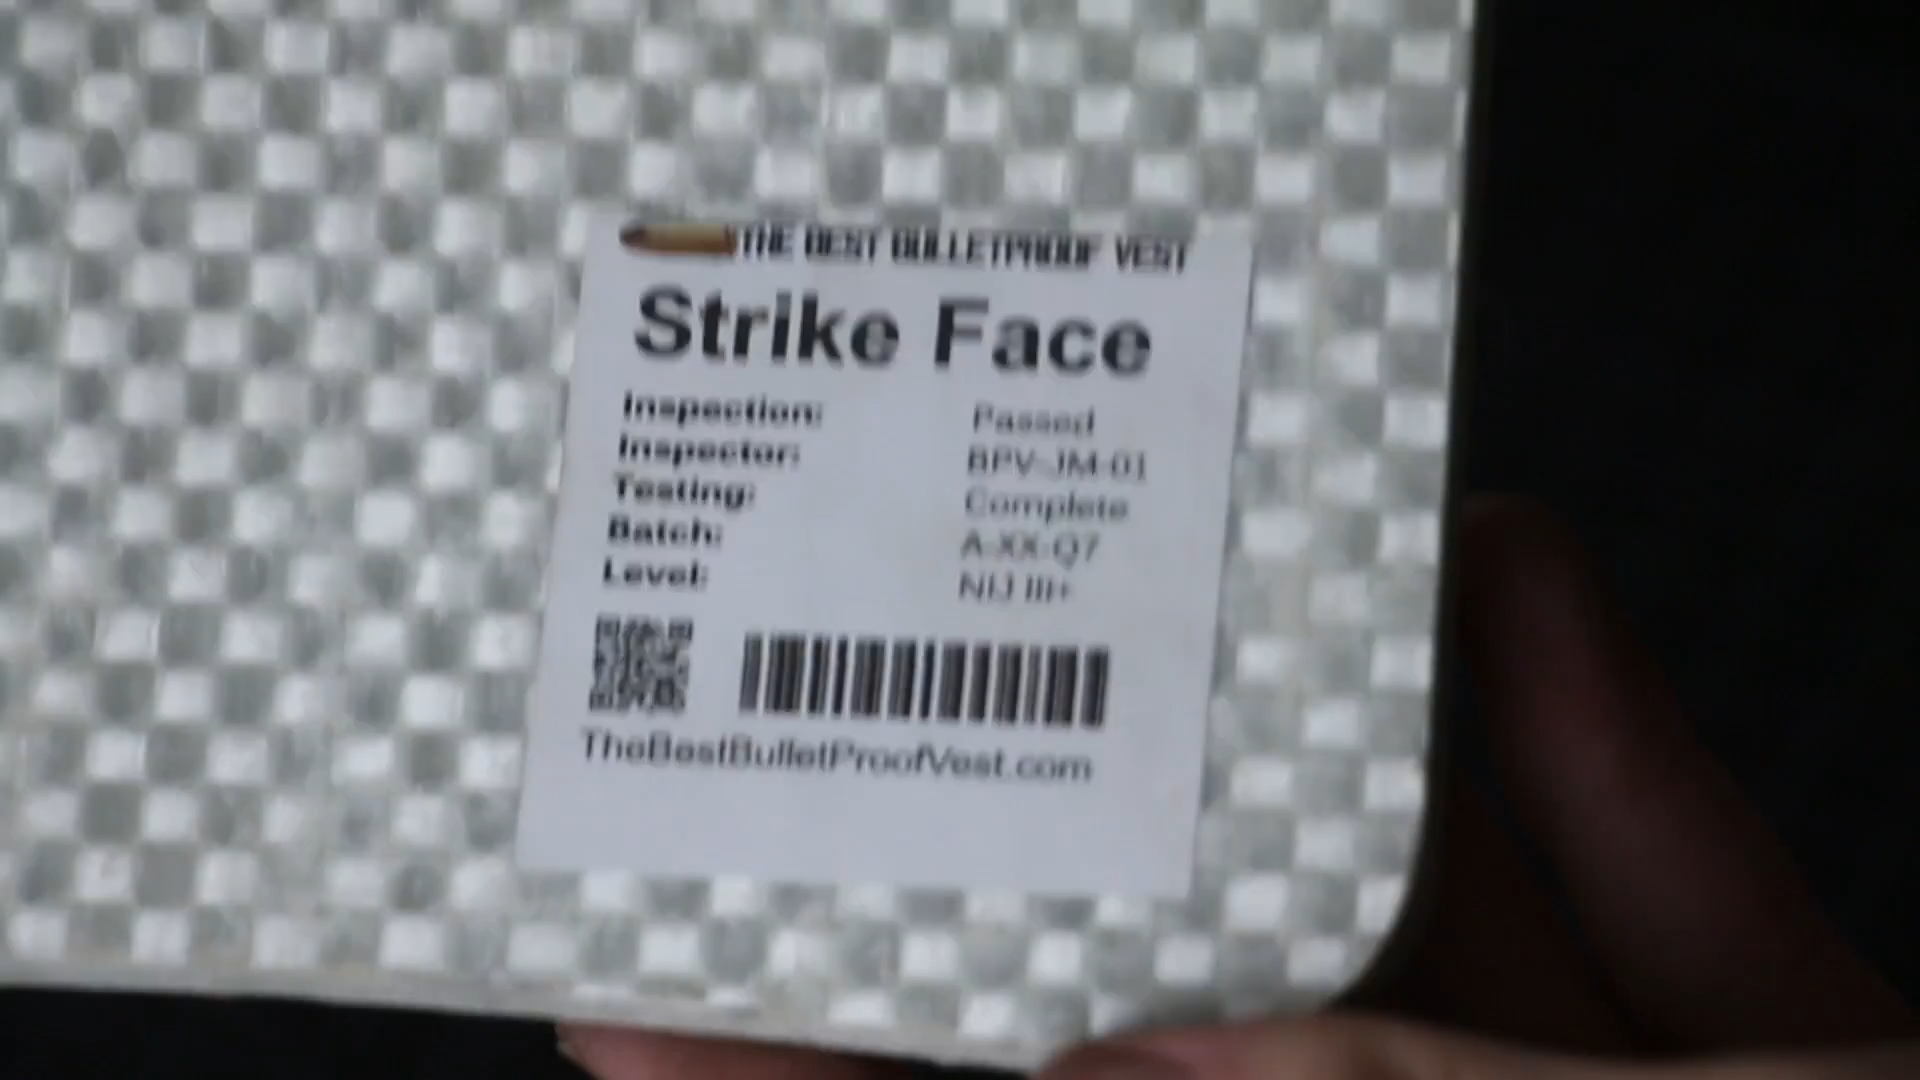 THE BEST BULLETPROOF VEST
Strike Face
Inspection: Passed
Inspector: BPV-JM-01
Testing: Complete
Batch: A-XX-Q7
Level: NIJ III+
TheBestBulletProofVest.com